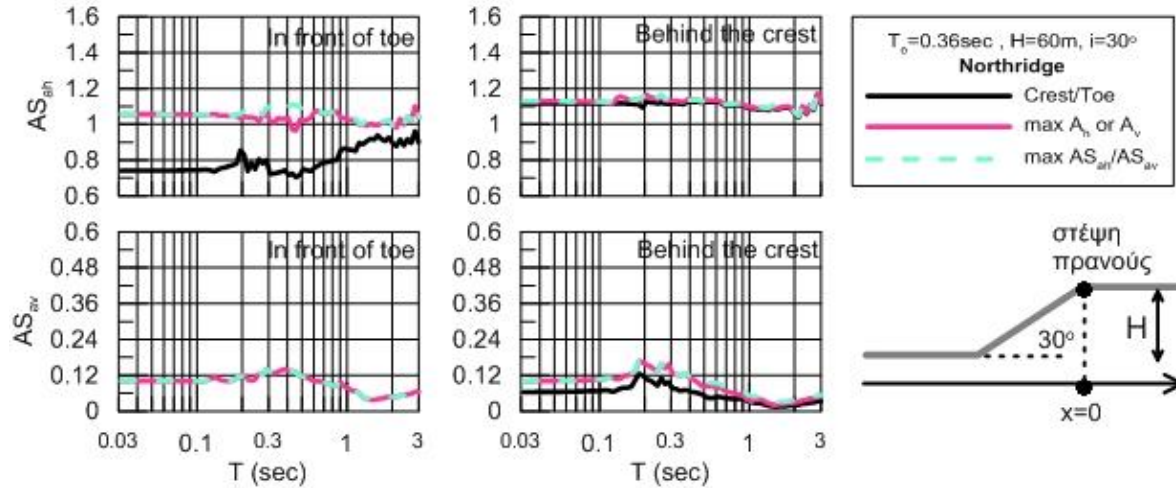 1.6
1.4
1.2
1
0.8
0.6
AS_ah
In front of toe
1.6
1.4
1.2
1
0.8
0.6
Behind the crest
T_o=0.36sec , H=60m, i=30°
Northridge
Crest/Toe
max A_h or A_v
max AS_ah/AS_av
0.6
0.48
0.36
0.24
0.12
0
AS_av
In front of toe
0.03 0.1 0.3 1 3
T (sec)
0.6
0.48
0.36
0.24
0.12
0
Behind the crest
0.03 0.1 0.3 1 3
T (sec)
στέψη
πρανούς
30°
H
x=0